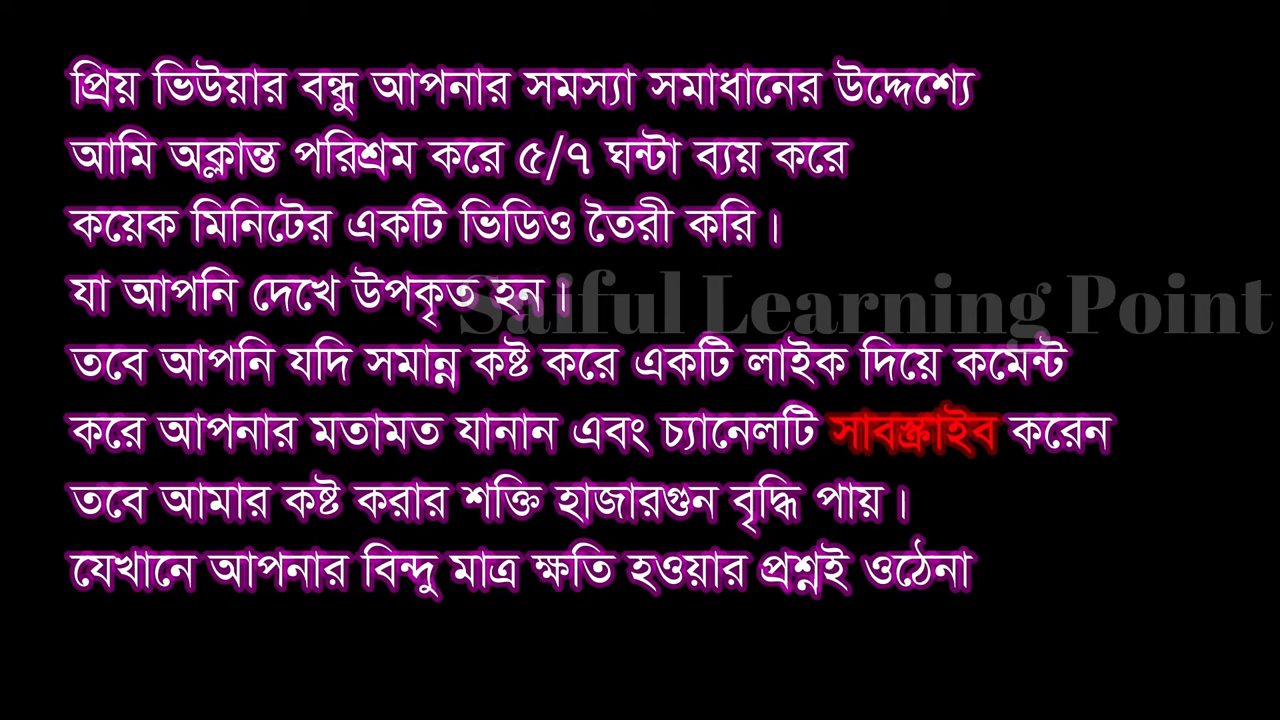 প্রিয় ভিউয়ার বন্ধু আপনার সমস্যা সমাধানের উদ্দেশ্যে
আমি অক্লান্ত পরিশ্রম করে ৫/৭ ঘন্টা ব্যয় করে
কয়েক মিনিটের একটি ভিডিও তৈরী করি।
যা আপনি দেখে উপকৃত হন।
Saiful Learning Point
তবে আপনি যদি সমান্ন কষ্ট করে একটি লাইক দিয়ে কমেন্ট
করে আপনার মতামত যানান এবং চ্যানেলটি সাবস্ক্রাইব করেন
তবে আমার কষ্ট করার শক্তি হাজারগুন বৃদ্ধি পায়।
যেখানে আপনার বিন্দু মাত্র ক্ষতি হওয়ার প্রশ্নই ওঠেনা